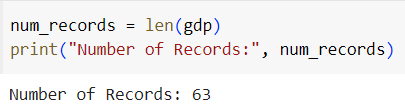 num_records = len(gdp)
print("Number of Records:", num_records)
Number of Records: 63